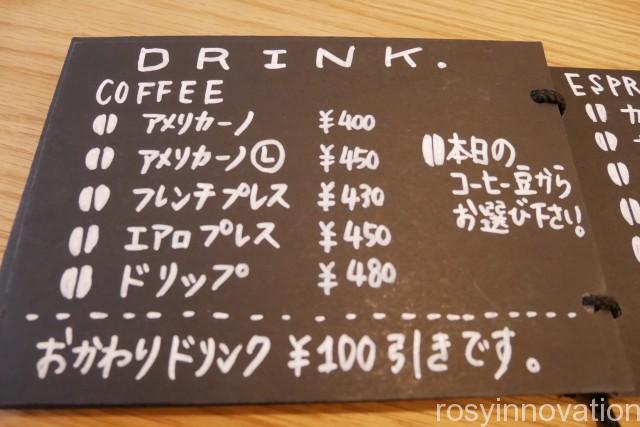 DRINK.
COFFEE
アメリカーノ ¥400
アメリカーノ Ⓛ ¥450
フレンチプレス ¥430
エアロプレス ¥450
ドリップ ¥480
本日の
コーヒー豆から
お選び下さい!
おかわりドリンク ¥100引きです。
ESPR
rosyinnovation